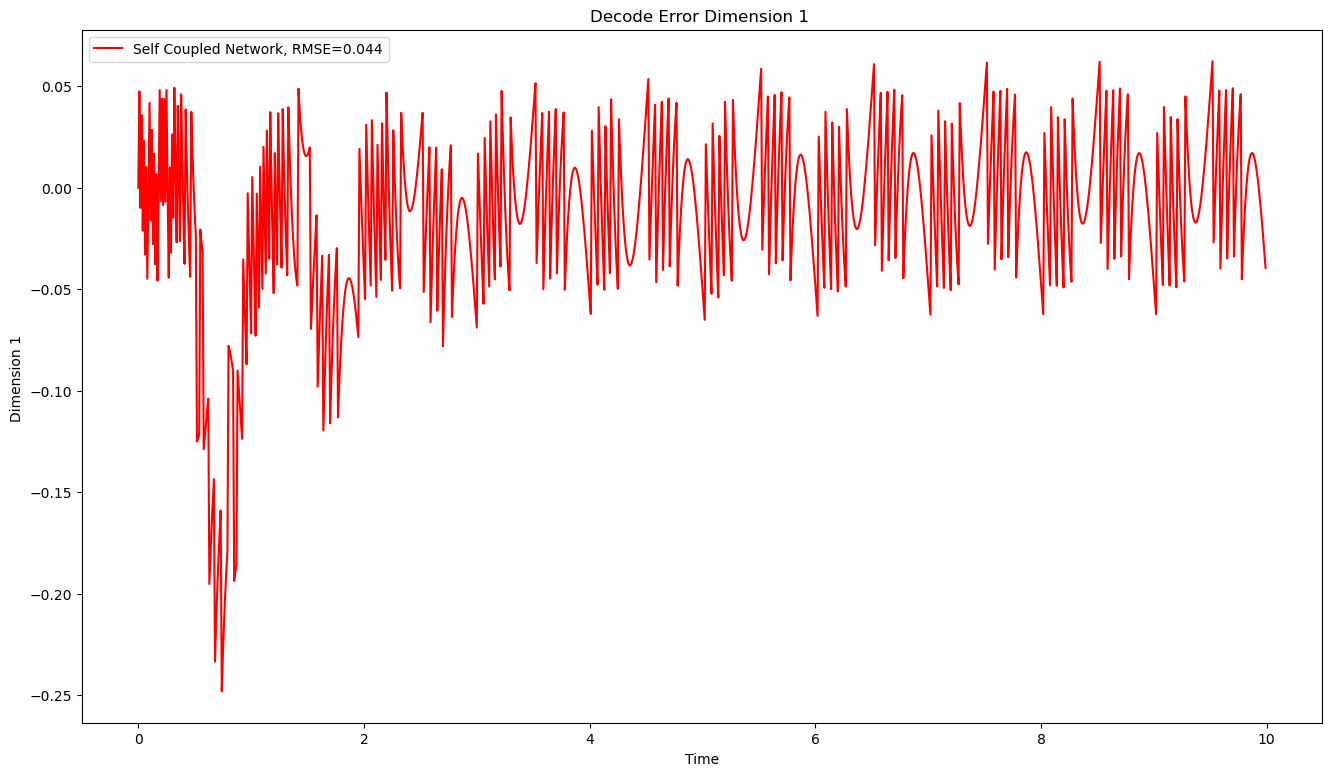 Decode Error Dimension 1
Self Coupled Network, RMSE=0.044
0.05
0.00
−0.05
−0.10
−0.15
−0.20
−0.25
Dimension 1
0 2 4 6 8 10
Time